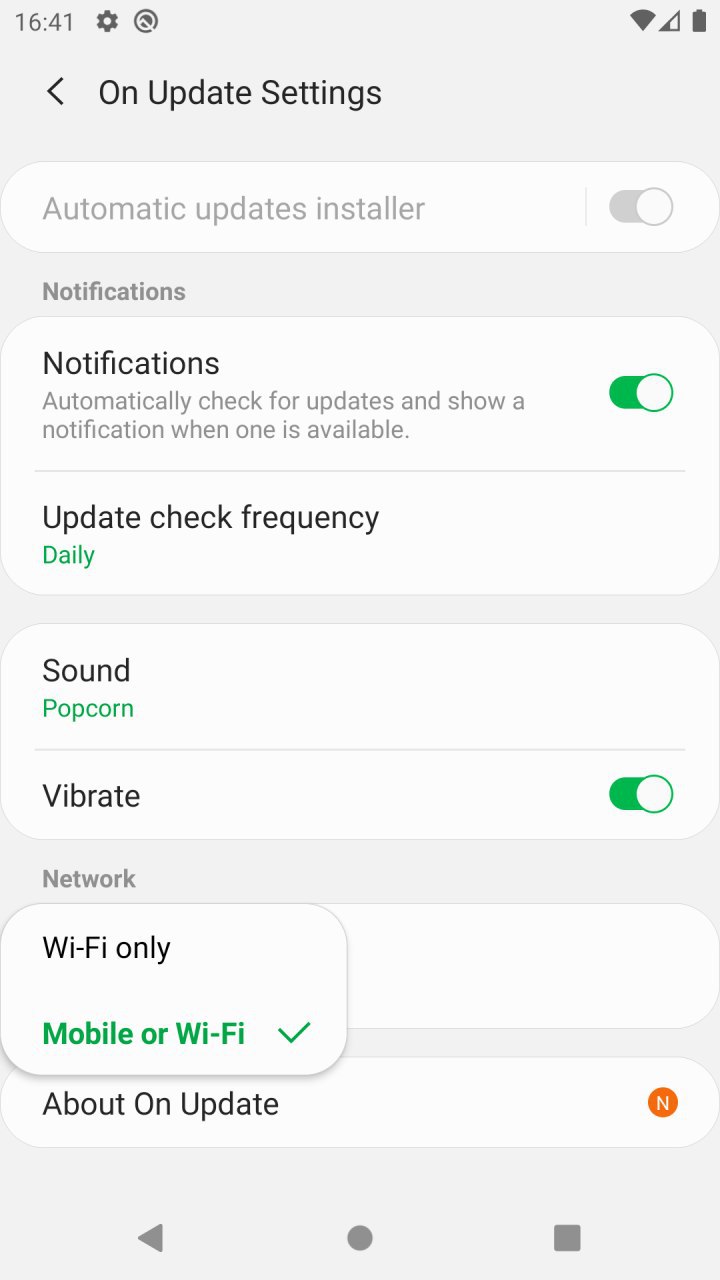 16:41
On Update Settings
Automatic updates installer
Notifications
Notifications
Automatically check for updates and show a
notification when one is available.
Update check frequency
Daily
Sound
Popcorn
Vibrate
Network
Wi-Fi only
Mobile or Wi-Fi
About On Update
N